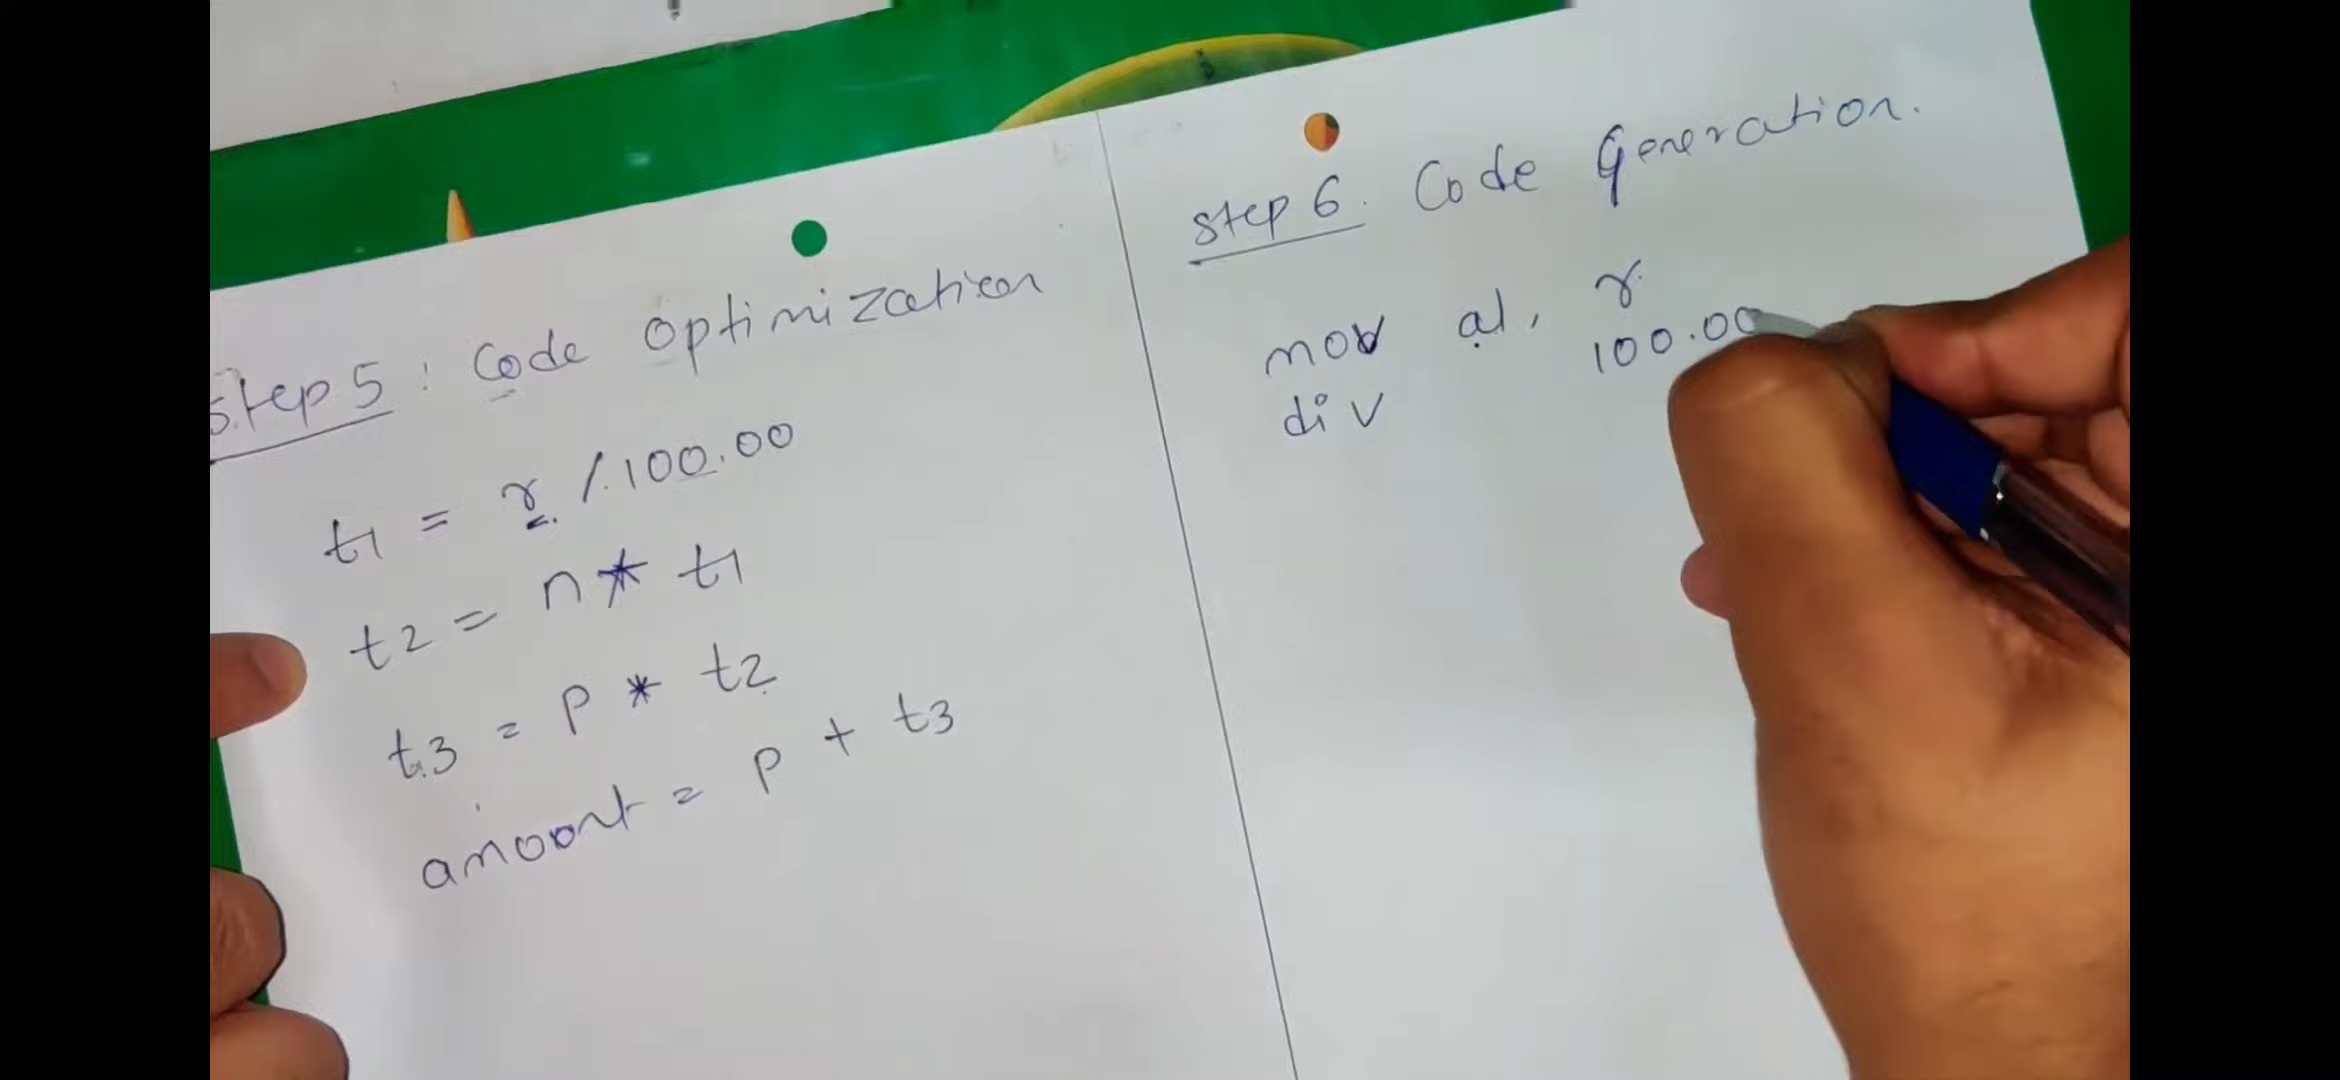 Step 5 : Code Optimization
t1 = r / 100.00
t2 = n * t1
t3 = p * t2
amount = p + t3
Step 6. Code Generation.
mov al, r
div 100.00